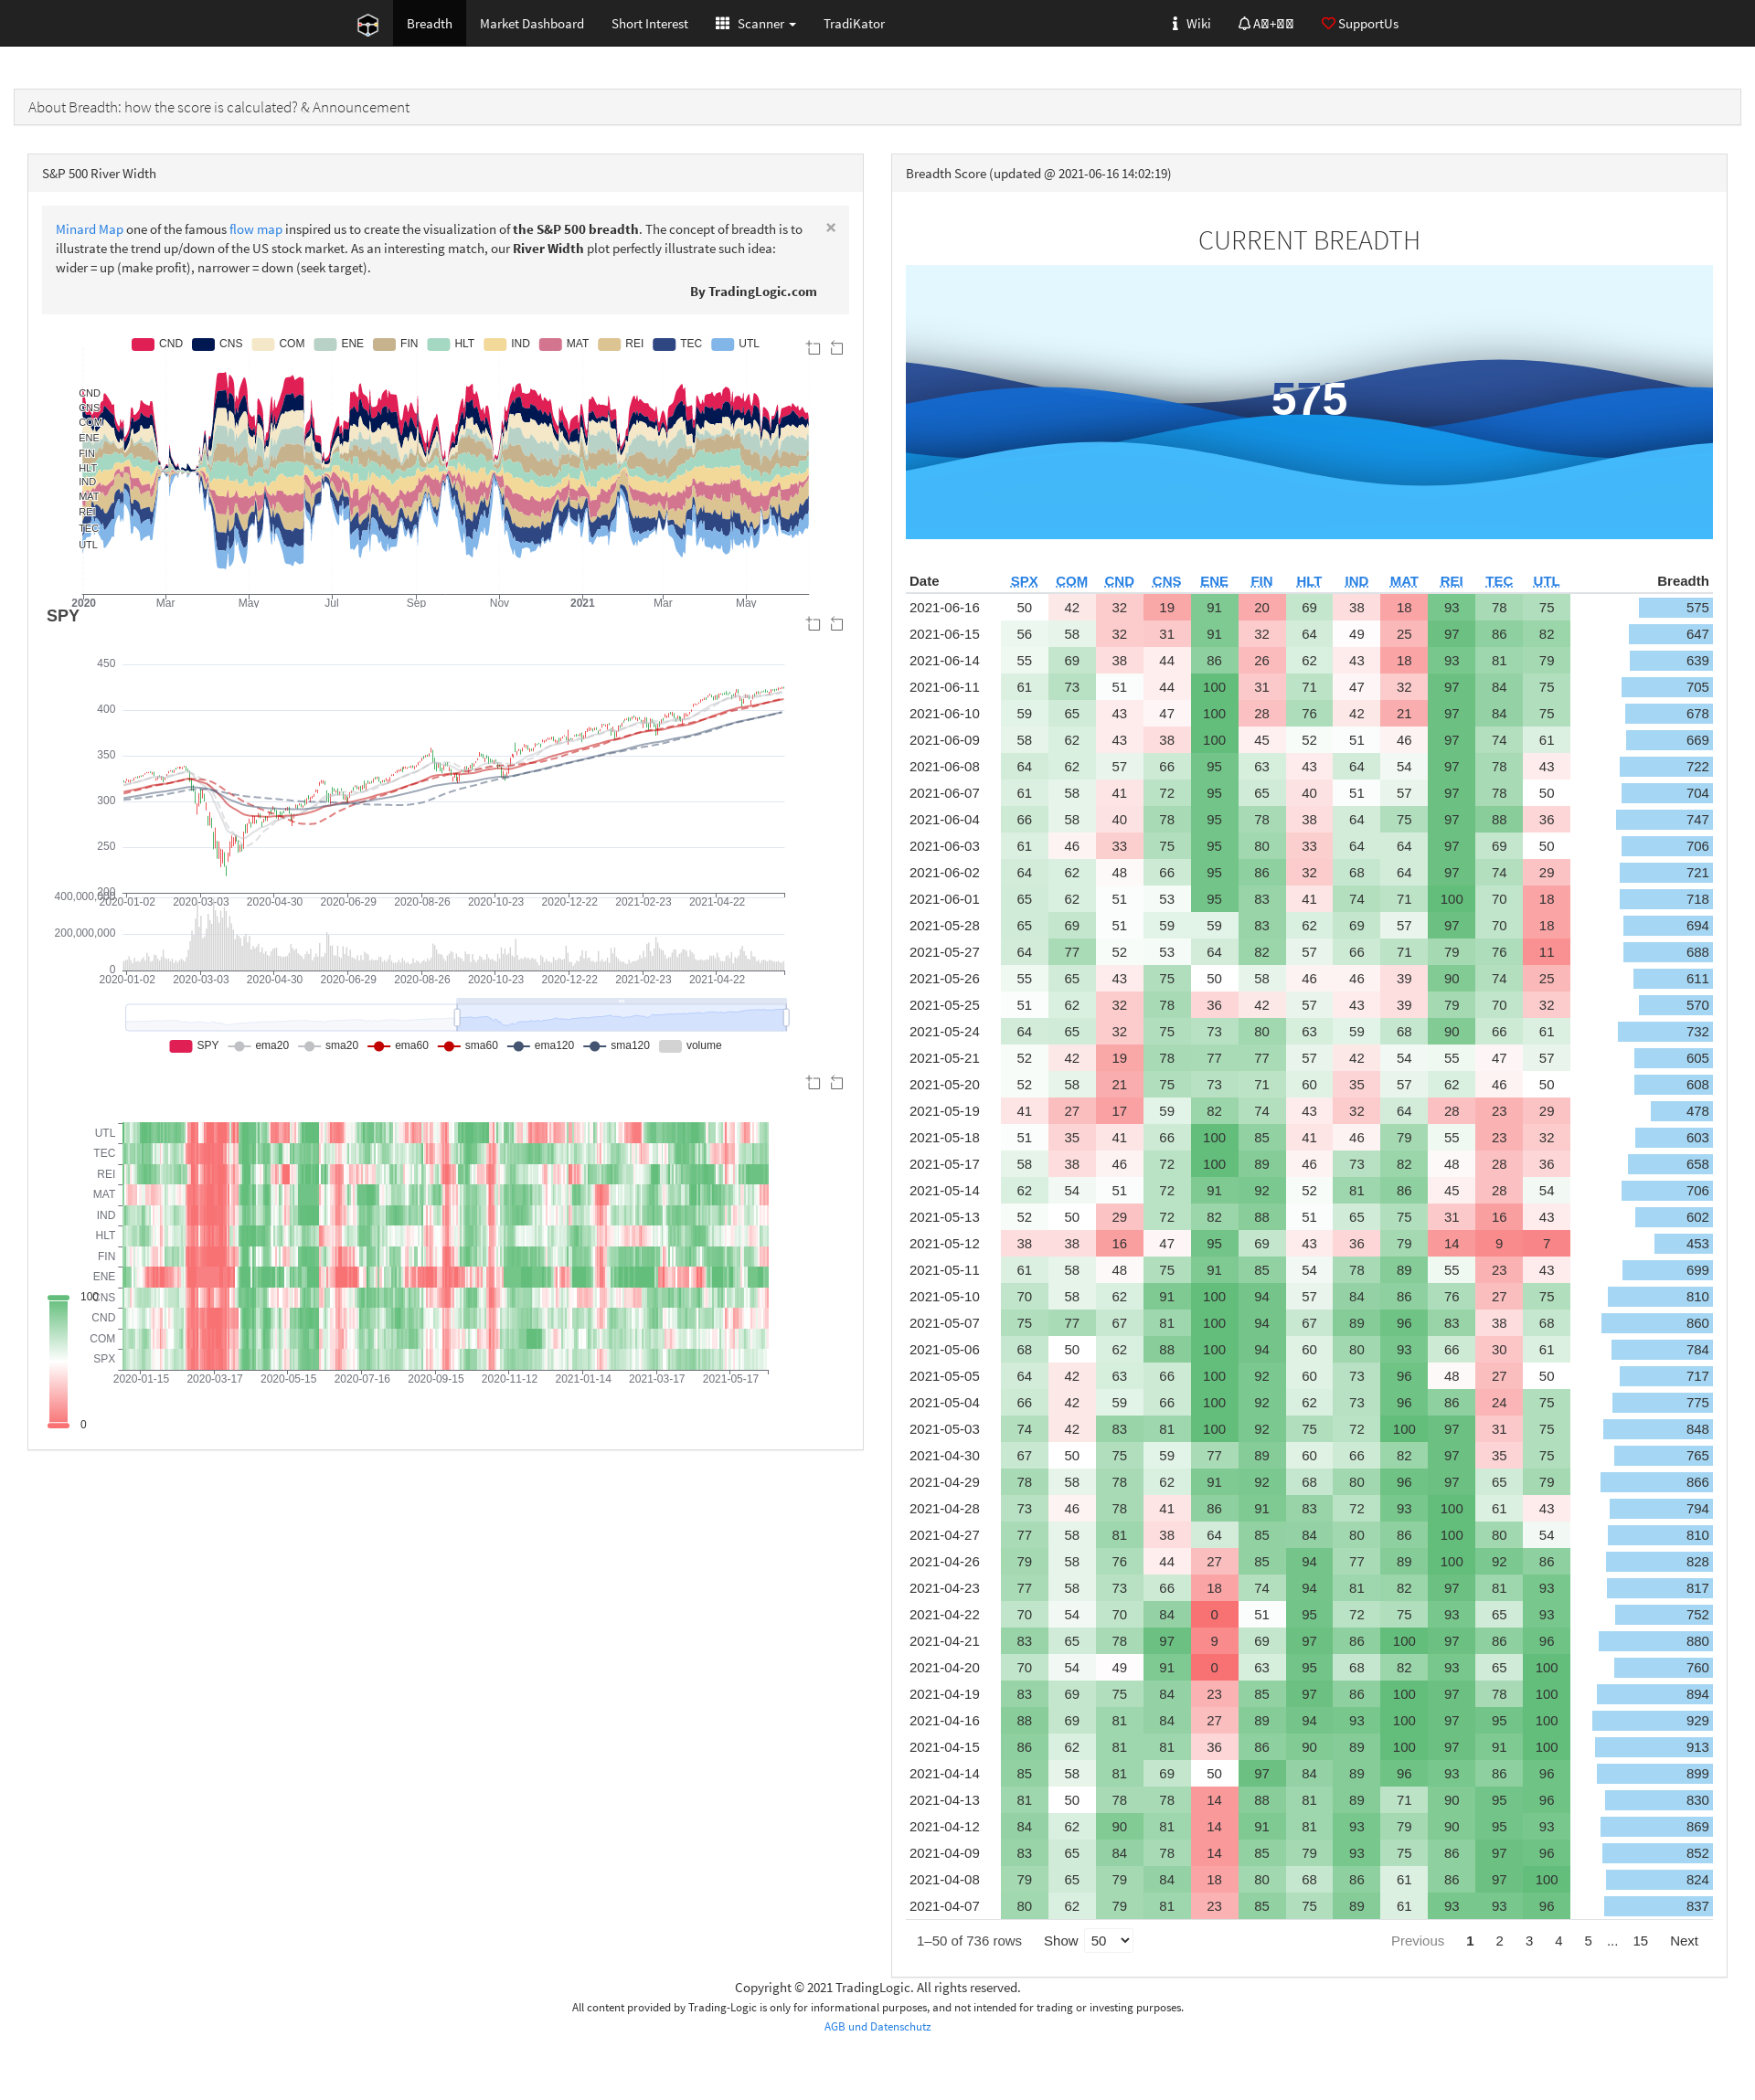 Breadth Market Dashboard Short Interest Scanner TradiKator Wiki SupportUs
About Breadth: how the score is calculated? & Announcement
S&P 500 River Width
Minard Map one of the famous flow map inspired us to create the visualization of the S&P 500 breadth. The concept of breadth is to
illustrate the trend up/down of the US stock market. As an interesting match, our River Width plot perfectly illustrate such idea:
wider = up (make profit), narrower = down (seek target).
By TradingLogic.com
×
CND CNS COM ENE FIN HLT IND MAT REI TEC UTL
CND
CNS
COM
ENE
FIN
HLT
IND
MAT
REI
TEC
UTL
2020 Mar May Jul Sep Nov 2021 Mar May
SPY
450
400
350
300
250
200
2020-01-02 2020-03-03 2020-04-30 2020-06-29 2020-08-26 2020-10-23 2020-12-22 2021-02-23 2021-04-22
400,000,000
200,000,000
0
2020-01-02 2020-03-03 2020-04-30 2020-06-29 2020-08-26 2020-10-23 2020-12-22 2021-02-23 2021-04-22
SPY ema20 sma20 ema60 sma60 ema120 sma120 volume
UTL
TEC
REI
MAT
IND
HLT
FIN
ENE
CNS
CND
COM
SPX
100
0
2020-01-15 2020-03-17 2020-05-15 2020-07-16 2020-09-15 2020-11-12 2021-01-14 2021-03-17 2021-05-17
Breadth Score (updated @ 2021-06-16 14:02:19)
CURRENT BREADTH
575
Date SPX COM CND CNS ENE FIN HLT IND MAT REI TEC UTL Breadth
2021-06-16 50 42 32 19 91 20 69 38 18 93 78 75 575
2021-06-15 56 58 32 31 91 32 64 49 25 97 86 82 647
2021-06-14 55 69 38 44 86 26 62 43 18 93 81 79 639
2021-06-11 61 73 51 44 100 31 71 47 32 97 84 75 705
2021-06-10 59 65 43 47 100 28 76 42 21 97 84 75 678
2021-06-09 58 62 43 38 100 45 52 51 46 97 74 61 669
2021-06-08 64 62 57 66 95 63 43 64 54 97 78 43 722
2021-06-07 61 58 41 72 95 65 40 51 57 97 78 50 704
2021-06-04 66 58 40 78 95 78 38 64 75 97 88 36 747
2021-06-03 61 46 33 75 95 80 33 64 64 97 69 50 706
2021-06-02 64 62 48 66 95 86 32 68 64 97 74 29 721
2021-06-01 65 62 51 53 95 83 41 74 71 100 70 18 718
2021-05-28 65 69 51 59 59 83 62 69 57 97 70 18 694
2021-05-27 64 77 52 53 64 82 57 66 71 79 76 11 688
2021-05-26 55 65 43 75 50 58 46 46 39 90 74 25 611
2021-05-25 51 62 32 78 36 42 57 43 39 79 70 32 570
2021-05-24 64 65 32 75 73 80 63 59 68 90 66 61 732
2021-05-21 52 42 19 78 77 77 57 42 54 55 47 57 605
2021-05-20 52 58 21 75 73 71 60 35 57 62 46 50 608
2021-05-19 41 27 17 59 82 74 43 32 64 28 23 29 478
2021-05-18 51 35 41 66 100 85 41 46 79 55 23 32 603
2021-05-17 58 38 46 72 100 89 46 73 82 48 28 36 658
2021-05-14 62 54 51 72 91 92 52 81 86 45 28 54 706
2021-05-13 52 50 29 72 82 88 51 65 75 31 16 43 602
2021-05-12 38 38 16 47 95 69 43 36 79 14 9 7 453
2021-05-11 61 58 48 75 91 85 54 78 89 55 23 43 699
2021-05-10 70 58 62 91 100 94 57 84 86 76 27 75 810
2021-05-07 75 77 67 81 100 94 67 89 96 83 38 68 860
2021-05-06 68 50 62 88 100 94 60 80 93 66 30 61 784
2021-05-05 64 42 63 66 100 92 60 73 96 48 27 50 717
2021-05-04 66 42 59 66 100 92 62 73 96 86 24 75 775
2021-05-03 74 42 83 81 100 92 75 72 100 97 31 75 848
2021-04-30 67 50 75 59 77 89 60 66 82 97 35 75 765
2021-04-29 78 58 78 62 91 92 68 80 96 97 65 79 866
2021-04-28 73 46 78 41 86 91 83 72 93 100 61 43 794
2021-04-27 77 58 81 38 64 85 84 80 86 100 80 54 810
2021-04-26 79 58 76 44 27 85 94 77 89 100 92 86 828
2021-04-23 77 58 73 66 18 74 94 81 82 97 81 93 817
2021-04-22 70 54 70 84 0 51 95 72 75 93 65 93 752
2021-04-21 83 65 78 97 9 69 97 86 100 97 86 96 880
2021-04-20 70 54 49 91 0 63 95 68 82 93 65 100 760
2021-04-19 83 69 75 84 23 85 97 86 100 97 78 100 894
2021-04-16 88 69 81 84 27 89 94 93 100 97 95 100 929
2021-04-15 86 62 81 81 36 86 90 89 100 97 91 100 913
2021-04-14 85 58 81 69 50 97 84 89 96 93 86 96 899
2021-04-13 81 50 78 78 14 88 81 89 71 90 95 96 830
2021-04-12 84 62 90 81 14 91 81 93 79 90 95 93 869
2021-04-09 83 65 84 78 14 85 79 93 75 86 97 96 852
2021-04-08 79 65 79 84 18 80 68 86 61 86 97 100 824
2021-04-07 80 62 79 81 23 85 75 89 61 93 93 96 837
1–50 of 736 rows Show 50 Previous 1 2 3 4 5 ... 15 Next
Copyright © 2021 TradingLogic. All rights reserved.
All content provided by Trading-Logic is only for informational purposes, and not intended for trading or investing purposes.
AGB und Datenschutz